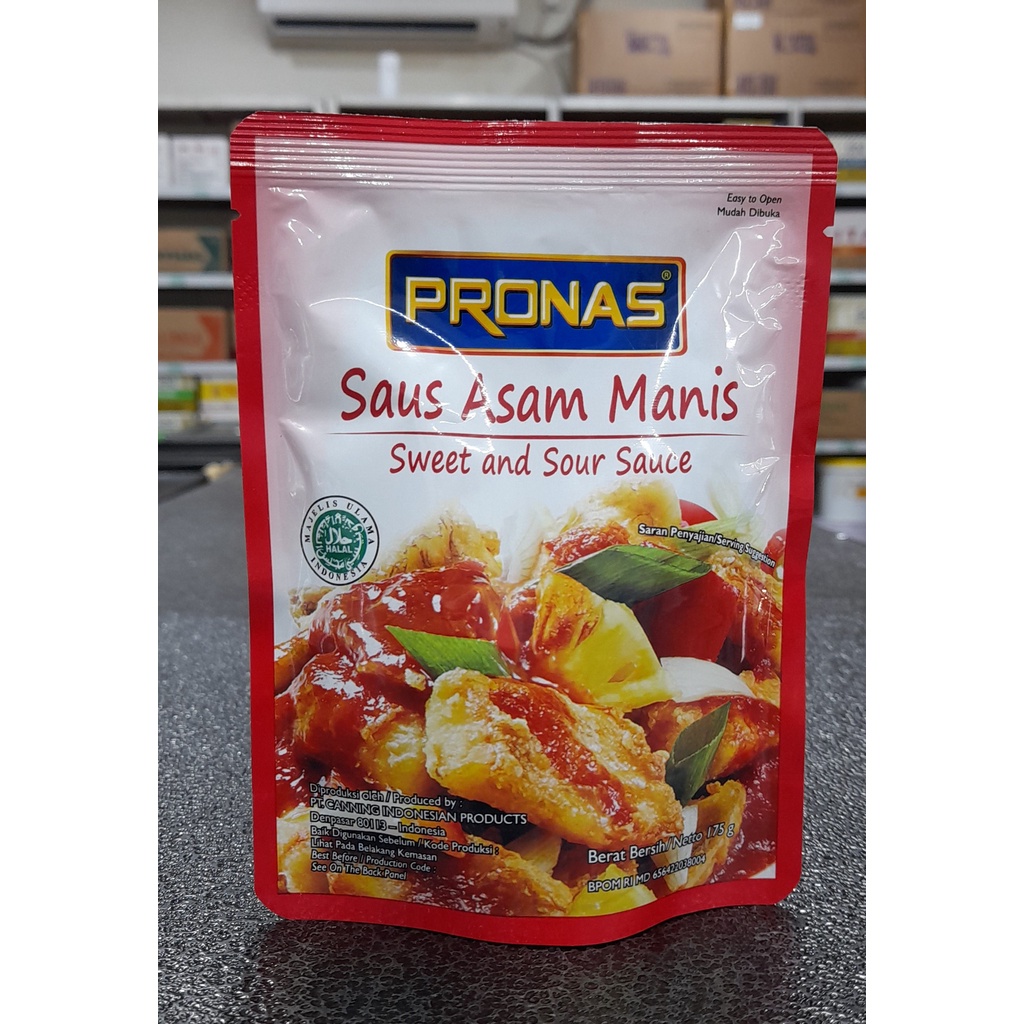 Easy to Open
Mudah Dibuka
PRONAS®
Saus Asam Manis
Sweet and Sour Sauce
MAJELIS ULAMA INDONESIA
حلال
HALAL
Saran Penyajian/Serving Suggestion
Diproduksi oleh / Produced by :
PT. CANNING INDONESIAN PRODUCTS
Denpasar 80113 – Indonesia
Baik Digunakan Sebelum / Kode Produksi :
Lihat Pada Belakang Kemasan
Best Before / Production Code :
See On The Back Panel
Berat Bersih/Netto 175 g
BPOM RI MD 656422038004